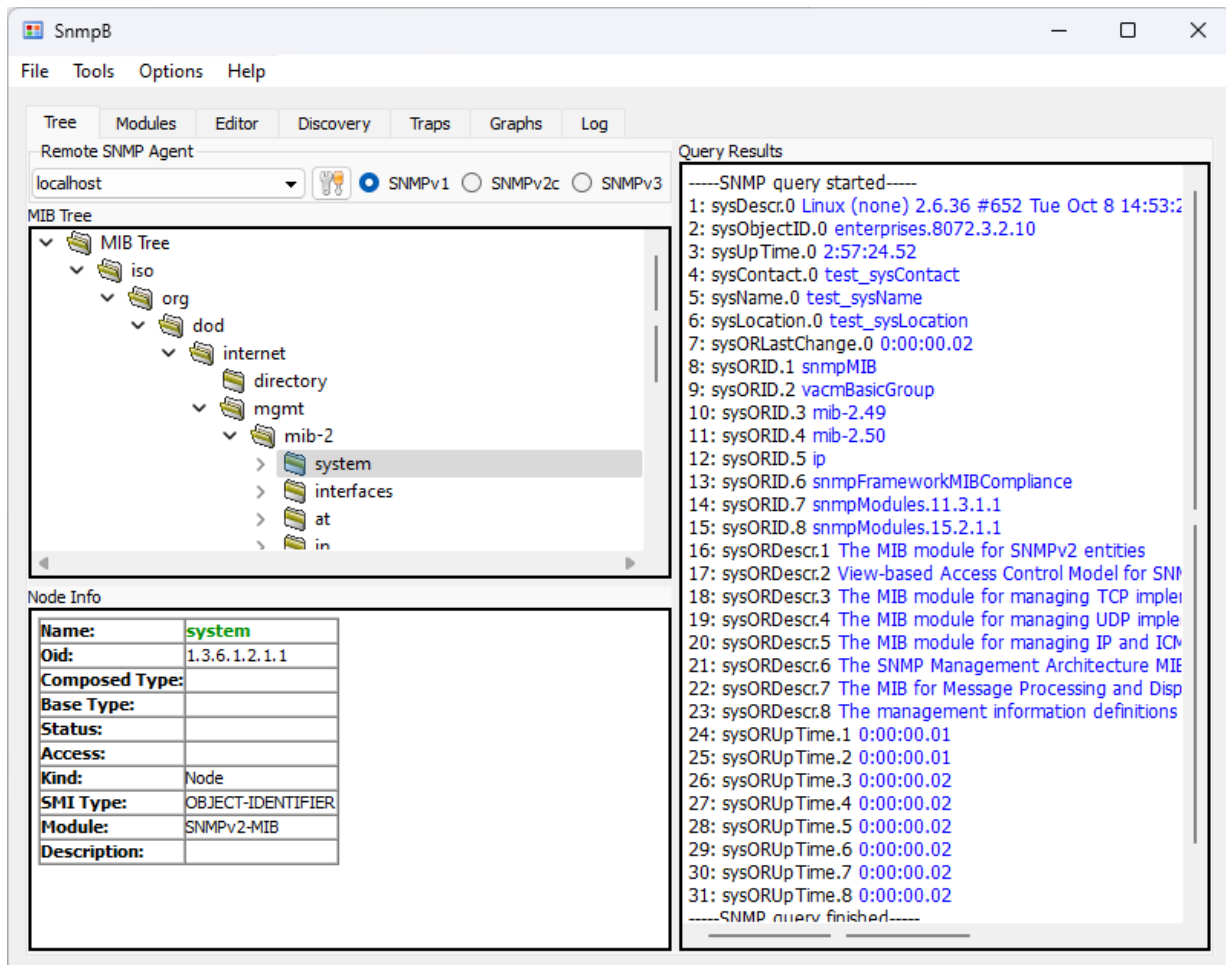 SnmpB
File Tools Options Help
Tree Modules Editor Discovery Traps Graphs Log
Remote SNMP Agent
localhost SNMPv1 SNMPv2c SNMPv3
MIB Tree
MIB Tree
iso
org
dod
internet
directory
mgmt
mib-2
system
interfaces
at
ip
Node Info
Name: system
Oid: 1.3.6.1.2.1.1
Composed Type:
Base Type:
Status:
Access:
Kind: Node
SMI Type: OBJECT-IDENTIFIER
Module: SNMPv2-MIB
Description:
Query Results
-----SNMP query started-----
1: sysDescr.0 Linux (none) 2.6.36 #652 Tue Oct 8 14:53:2
2: sysObjectID.0 enterprises.8072.3.2.10
3: sysUpTime.0 2:57:24.52
4: sysContact.0 test_sysContact
5: sysName.0 test_sysName
6: sysLocation.0 test_sysLocation
7: sysORLastChange.0 0:00:00.02
8: sysORID.1 snmpMIB
9: sysORID.2 vacmBasicGroup
10: sysORID.3 mib-2.49
11: sysORID.4 mib-2.50
12: sysORID.5 ip
13: sysORID.6 snmpFrameworkMIBCompliance
14: sysORID.7 snmpModules.11.3.1.1
15: sysORID.8 snmpModules.15.2.1.1
16: sysORDescr.1 The MIB module for SNMPv2 entities
17: sysORDescr.2 View-based Access Control Model for
18: sysORDescr.3 The MIB module for managing TCP
19: sysORDescr.4 The MIB module for managing UDP
20: sysORDescr.5 The MIB module for managing IP and
21: sysORDescr.6 The SNMP Management Architecture
22: sysORDescr.7 The MIB for Message Processing and
23: sysORDescr.8 The management information definitions
24: sysORUpTime.1 0:00:00.01
25: sysORUpTime.2 0:00:00.01
26: sysORUpTime.3 0:00:00.02
27: sysORUpTime.4 0:00:00.02
28: sysORUpTime.5 0:00:00.02
29: sysORUpTime.6 0:00:00.02
30: sysORUpTime.7 0:00:00.02
31: sysORUpTime.8 0:00:00.02
-----SNMP query finished-----